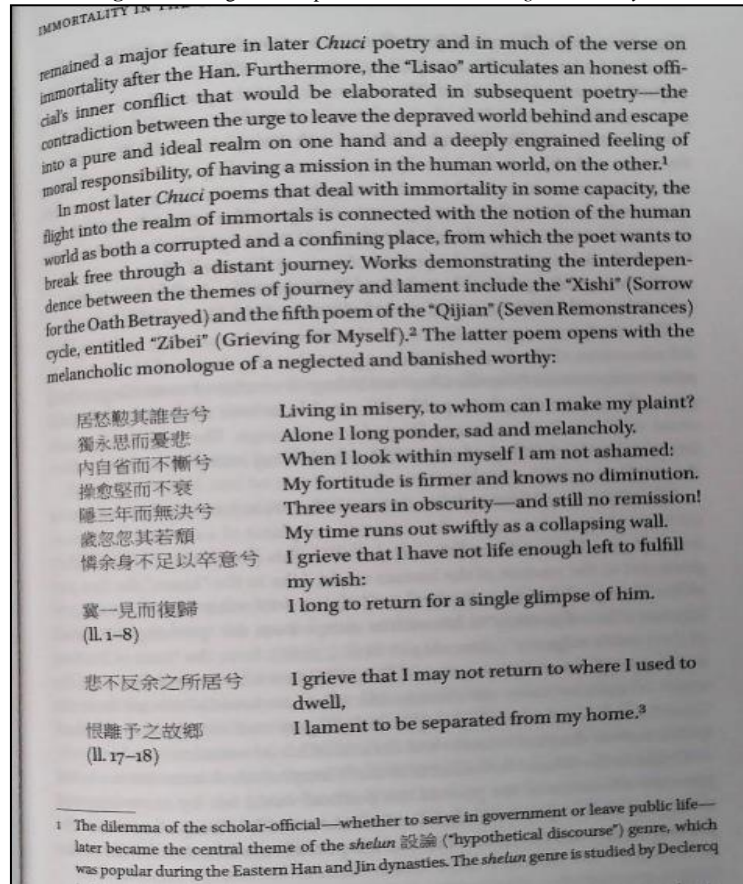 IMMORTALITY IN THE
remained a major feature in later Chuci poetry and in much of the verse on
immortality after the Han. Furthermore, the “Lisao” articulates an honest offi-
cial's inner conflict that would be elaborated in subsequent poetry—the
contradiction between the urge to leave the depraved world behind and escape
into a pure and ideal realm on one hand and a deeply engrained feeling of
moral responsibility, of having a mission in the human world, on the other.¹
In most later Chuci poems that deal with immortality in some capacity, the
flight into the realm of immortals is connected with the notion of the human
world as both a corrupted and a confining place, from which the poet wants to
break free through a distant journey. Works demonstrating the interdepen-
dence between the themes of journey and lament include the “Xishi” (Sorrow
for the Oath Betrayed) and the fifth poem of the “Qijian” (Seven Remonstrances)
cycle, entitled “Zibei” (Grieving for Myself).² The latter poem opens with the
melancholic monologue of a neglected and banished worthy:
居愁懃其誰告兮 Living in misery, to whom can I make my plaint?
獨永思而憂悲 Alone I long ponder, sad and melancholy.
內自省而不慚兮 When I look within myself I am not ashamed:
操愈堅而不衰 My fortitude is firmer and knows no diminution.
隱三年而無決兮 Three years in obscurity—and still no remission!
歲忽忽其若頹 My time runs out swiftly as a collapsing wall.
憐余身不足以卒意兮 I grieve that I have not life enough left to fulfill
my wish:
冀一見而復歸 I long to return for a single glimpse of him.
(ll. 1–8)
悲不反余之所居兮 I grieve that I may not return to where I used to
dwell,
恨離予之故鄉 I lament to be separated from my home.³
(ll. 17–18)
1 The dilemma of the scholar-official—whether to serve in government or leave public life—
later became the central theme of the shelun 設論 (“hypothetical discourse”) genre, which
was popular during the Eastern Han and Jin dynasties. The shelun genre is studied by Declercq